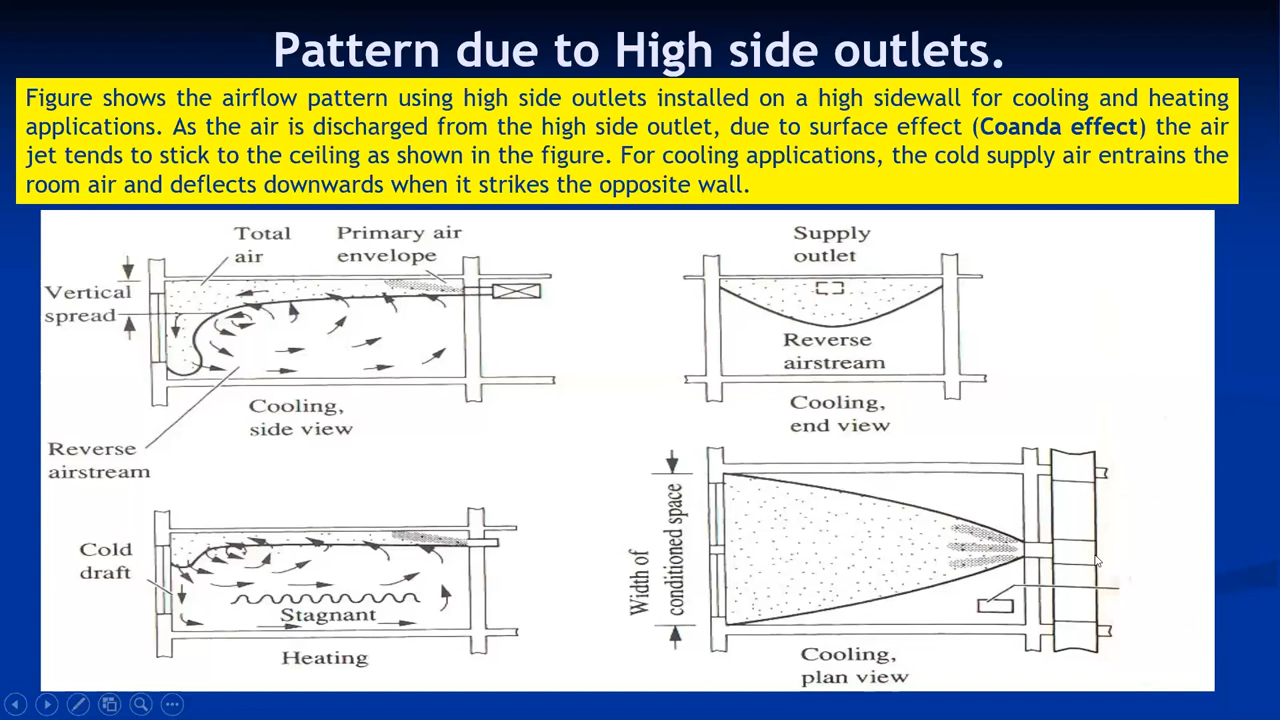 Pattern due to High side outlets.
Figure shows the airflow pattern using high side outlets installed on a high sidewall for cooling and heating
applications. As the air is discharged from the high side outlet, due to surface effect (Coanda effect) the air
jet tends to stick to the ceiling as shown in the figure. For cooling applications, the cold supply air entrains the
room air and deflects downwards when it strikes the opposite wall.
Total
air
Primary air
envelope
Vertical
spread
Cooling,
side view
Reverse
airstream
Supply
outlet
Reverse
airstream
Cooling,
end view
Cold
draft
Stagnant
Heating
Width of
conditioned space
Cooling,
plan view